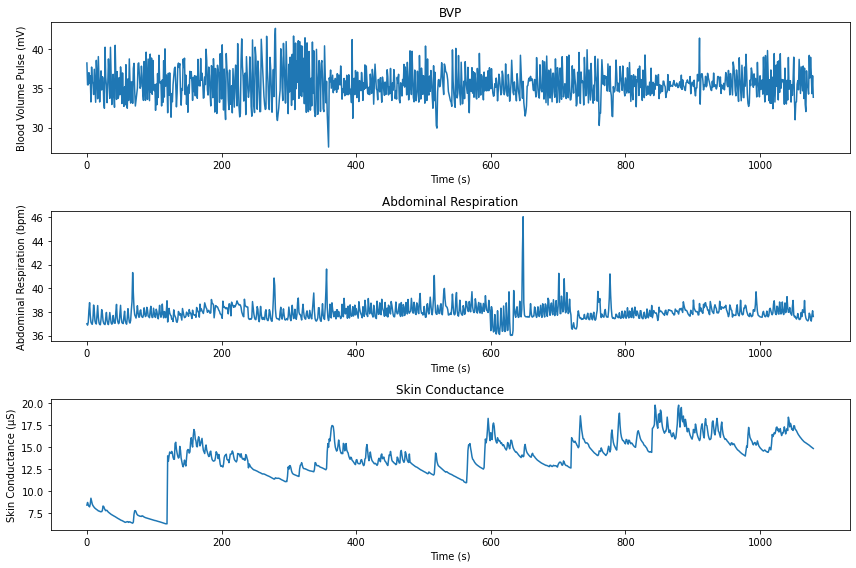 BVP
Blood Volume Pulse (mV)
40
35
30
0 200 400 600 800 1000
Time (s)
Abdominal Respiration
Abdominal Respiration (bpm)
46
44
42
40
38
36
0 200 400 600 800 1000
Time (s)
Skin Conductance
Skin Conductance (µS)
20.0
17.5
15.0
12.5
10.0
7.5
0 200 400 600 800 1000
Time (s)